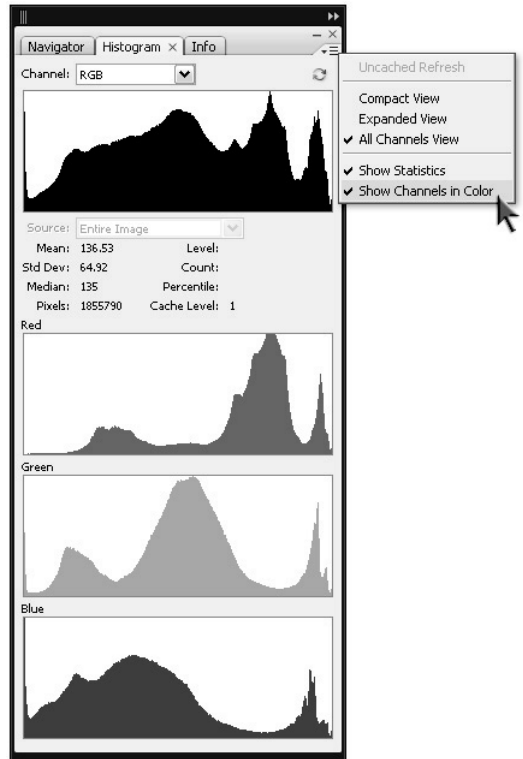 Navigator Histogram × Info
Channel: RGB
Uncached Refresh
Compact View
Expanded View
All Channels View
Show Statistics
Show Channels in Color
Source: Entire Image
Mean: 136.53 Level:
Std Dev: 64.92 Count:
Median: 135 Percentile:
Pixels: 1855790 Cache Level: 1
Red
Green
Blue